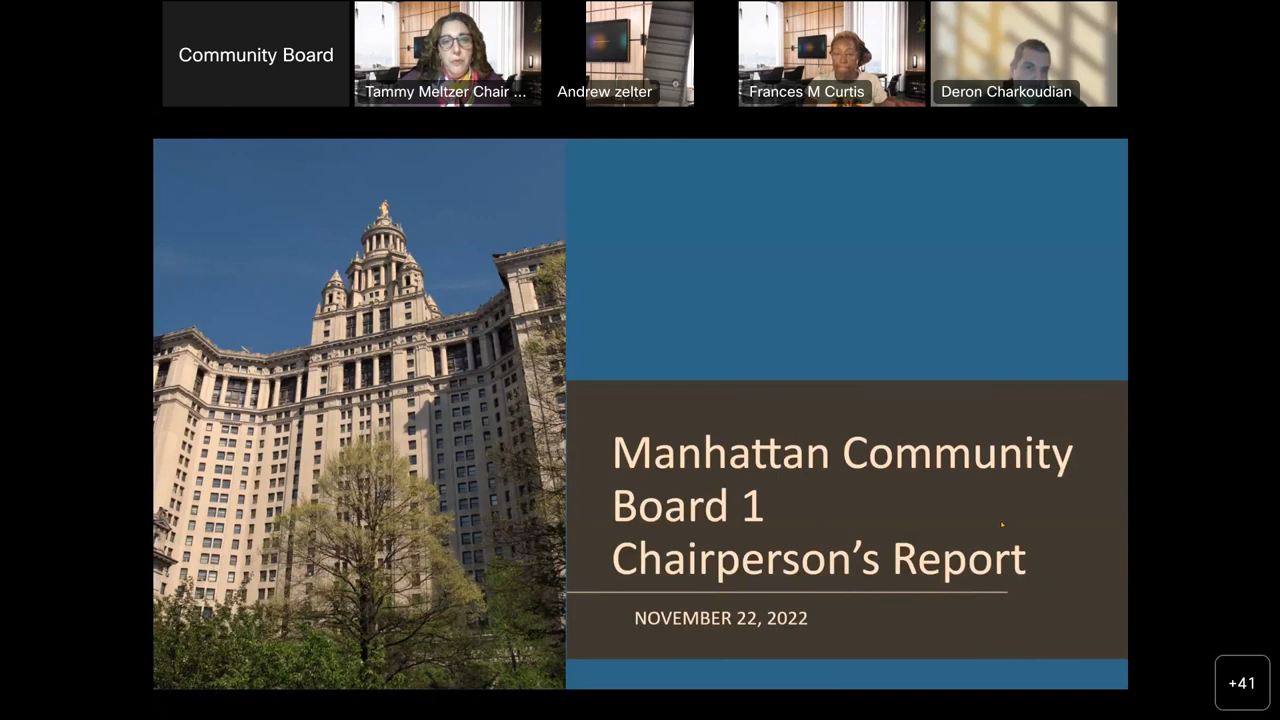 Community Board
Tammy Meltzer Chair ...
Andrew zelter
Frances M Curtis
Deron Charkoudian
Manhattan Community
Board 1
Chairperson's Report
NOVEMBER 22, 2022
+41